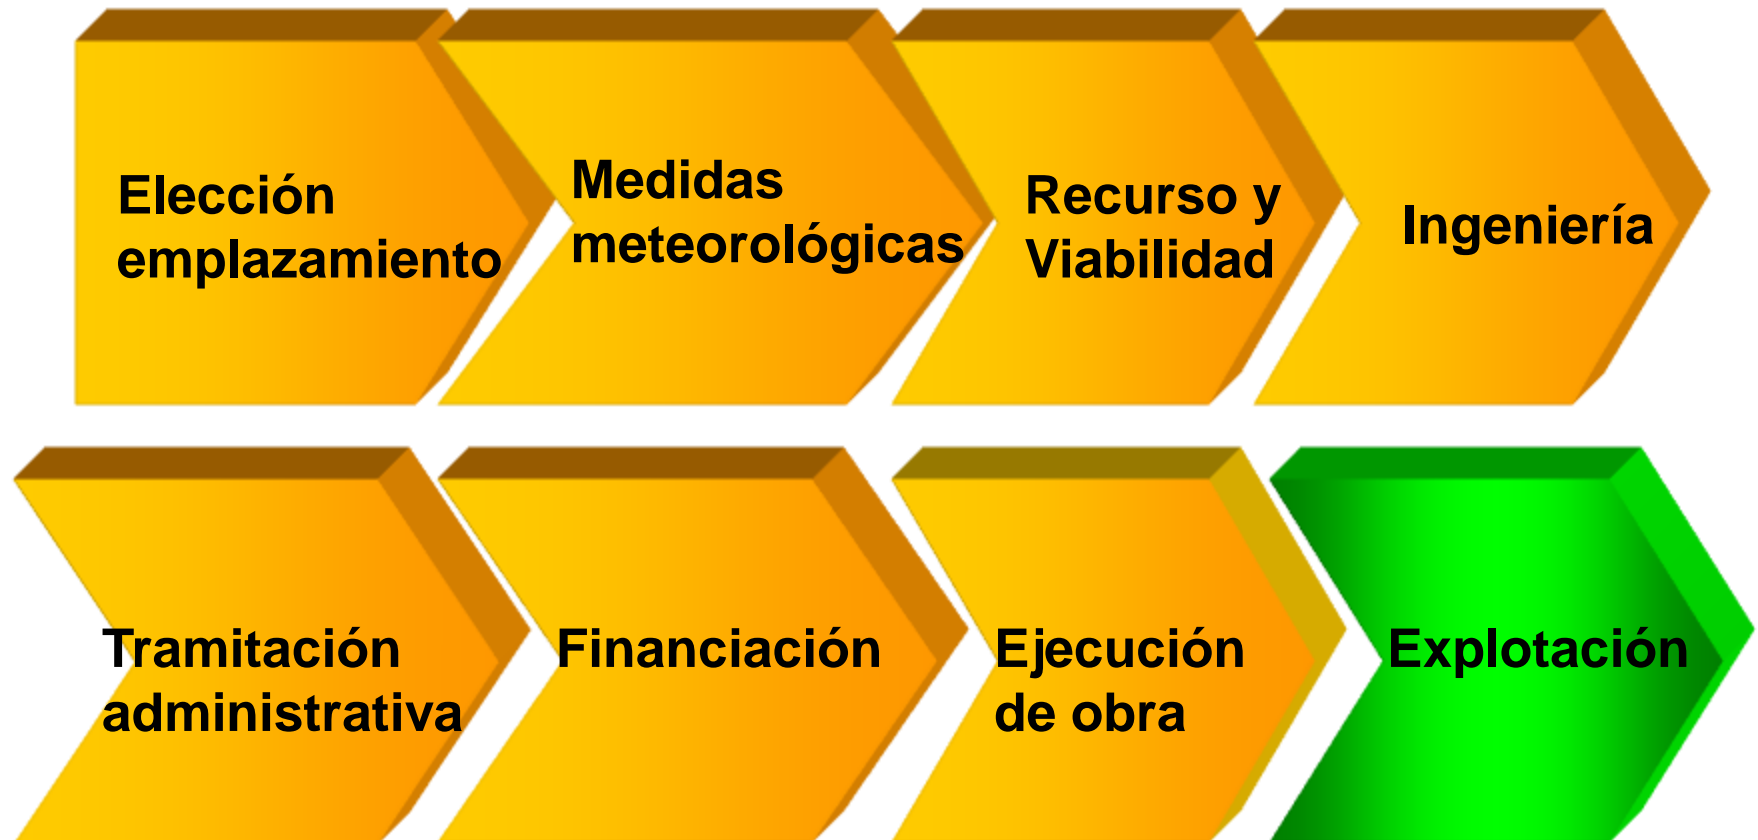 Elección
emplazamiento
Medidas
meteorológicas
Recurso y
Viabilidad
Ingeniería
Tramitación
administrativa
Financiación
Ejecución
de obra
Explotación